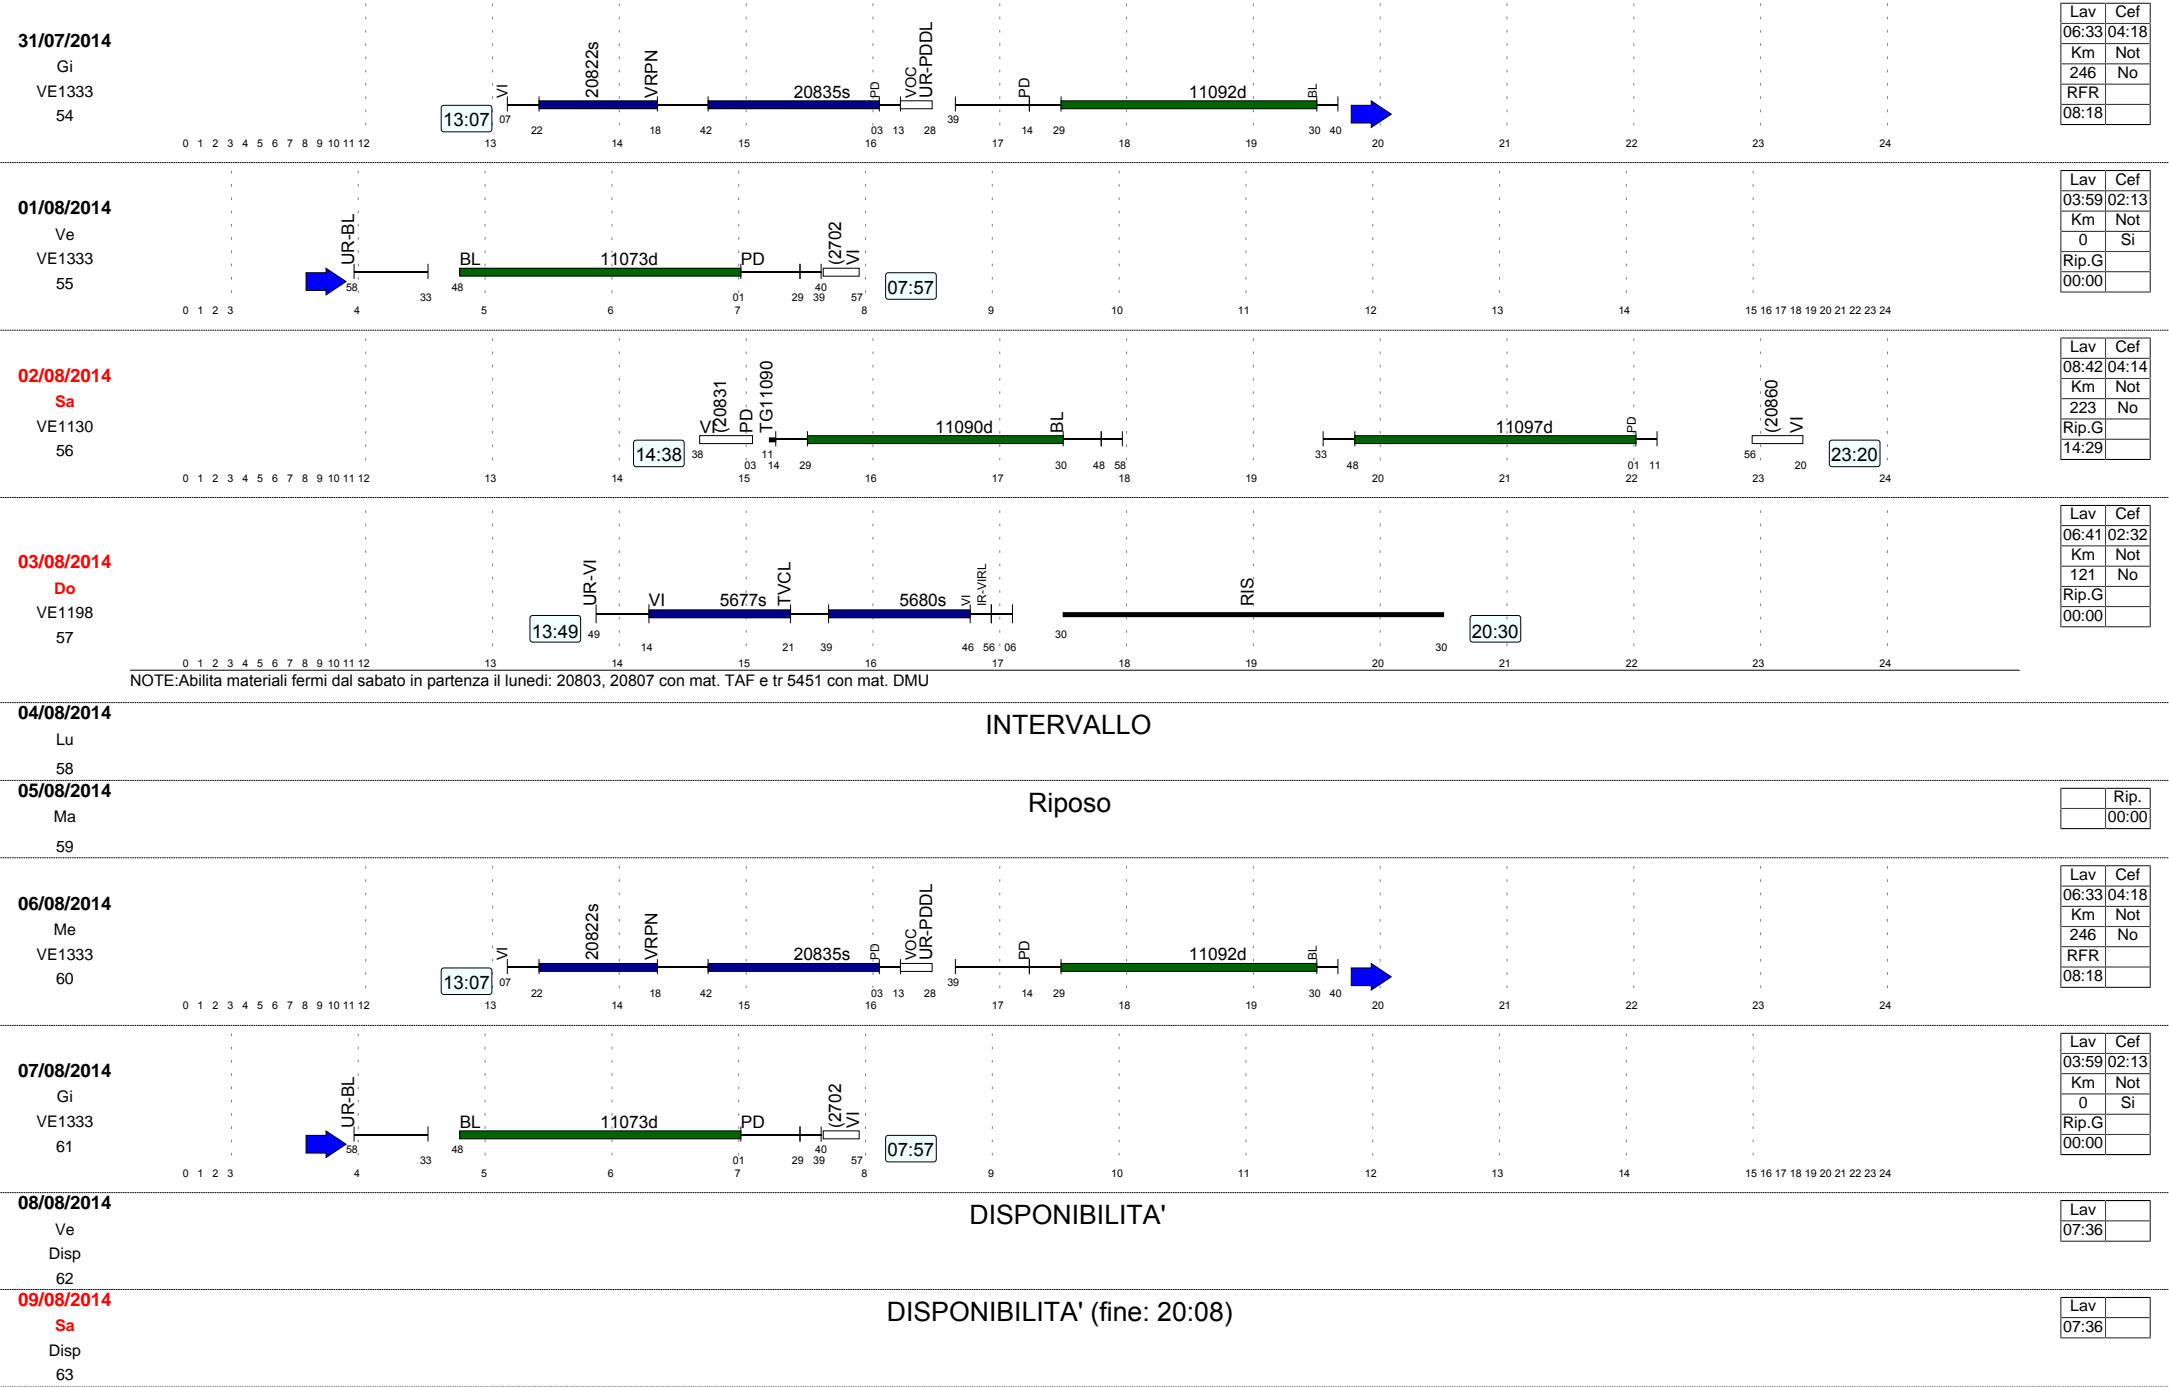 31/07/2014
Gi
VE1333
54
13:07
VI 20822s VRPN 20835s PD VOC UR-PDDL PD 11092d BL
07 22 18 42 03 13 28 39 14 29 30 40
0 1 2 3 4 5 6 7 8 9 10 11 12 13 14 15 16 17 18 19 20 21 22 23 24
Lav Cef
06:33 04:18
Km Not
246 No
RFR
08:18
01/08/2014
Ve
VE1333
55
UR-BL BL 11073d PD (2702 VI
58 33 48 01 29 39 40 57
07:57
0 1 2 3 4 5 6 7 8 9 10 11 12 13 14 15 16 17 18 19 20 21 22 23 24
Lav Cef
03:59 02:13
Km Not
0 Si
Rip.G
00:00
02/08/2014
Sa
VE1130
56
14:38
VI (20831 PD TG11090 11090d BL 11097d PD (20860 VI
38 03 11 14 29 30 48 58 33 48 01 11 56 20
23:20
0 1 2 3 4 5 6 7 8 9 10 11 12 13 14 15 16 17 18 19 20 21 22 23 24
Lav Cef
08:42 04:14
Km Not
223 No
Rip.G
14:29
03/08/2014
Do
VE1198
57
13:49
UR-VI VI 5677s TVCL 5680s VI IR-VIRL RIS
49 14 21 39 46 56 06 30 30
20:30
0 1 2 3 4 5 6 7 8 9 10 11 12 13 14 15 16 17 18 19 20 21 22 23 24
Lav Cef
06:41 02:32
Km Not
121 No
Rip.G
00:00
NOTE:Abilita materiali fermi dal sabato in partenza il lunedi: 20803, 20807 con mat. TAF e tr 5451 con mat. DMU
04/08/2014
Lu
58
INTERVALLO
05/08/2014
Ma
59
Riposo
Rip.
00:00
06/08/2014
Me
VE1333
60
13:07
VI 20822s VRPN 20835s PD VOC UR-PDDL PD 11092d BL
07 22 18 42 03 13 28 39 14 29 30 40
0 1 2 3 4 5 6 7 8 9 10 11 12 13 14 15 16 17 18 19 20 21 22 23 24
Lav Cef
06:33 04:18
Km Not
246 No
RFR
08:18
07/08/2014
Gi
VE1333
61
UR-BL BL 11073d PD (2702 VI
58 33 48 01 29 39 40 57
07:57
0 1 2 3 4 5 6 7 8 9 10 11 12 13 14 15 16 17 18 19 20 21 22 23 24
Lav Cef
03:59 02:13
Km Not
0 Si
Rip.G
00:00
08/08/2014
Ve
Disp
62
DISPONIBILITA'
Lav
07:36
09/08/2014
Sa
Disp
63
DISPONIBILITA' (fine: 20:08)
Lav
07:36